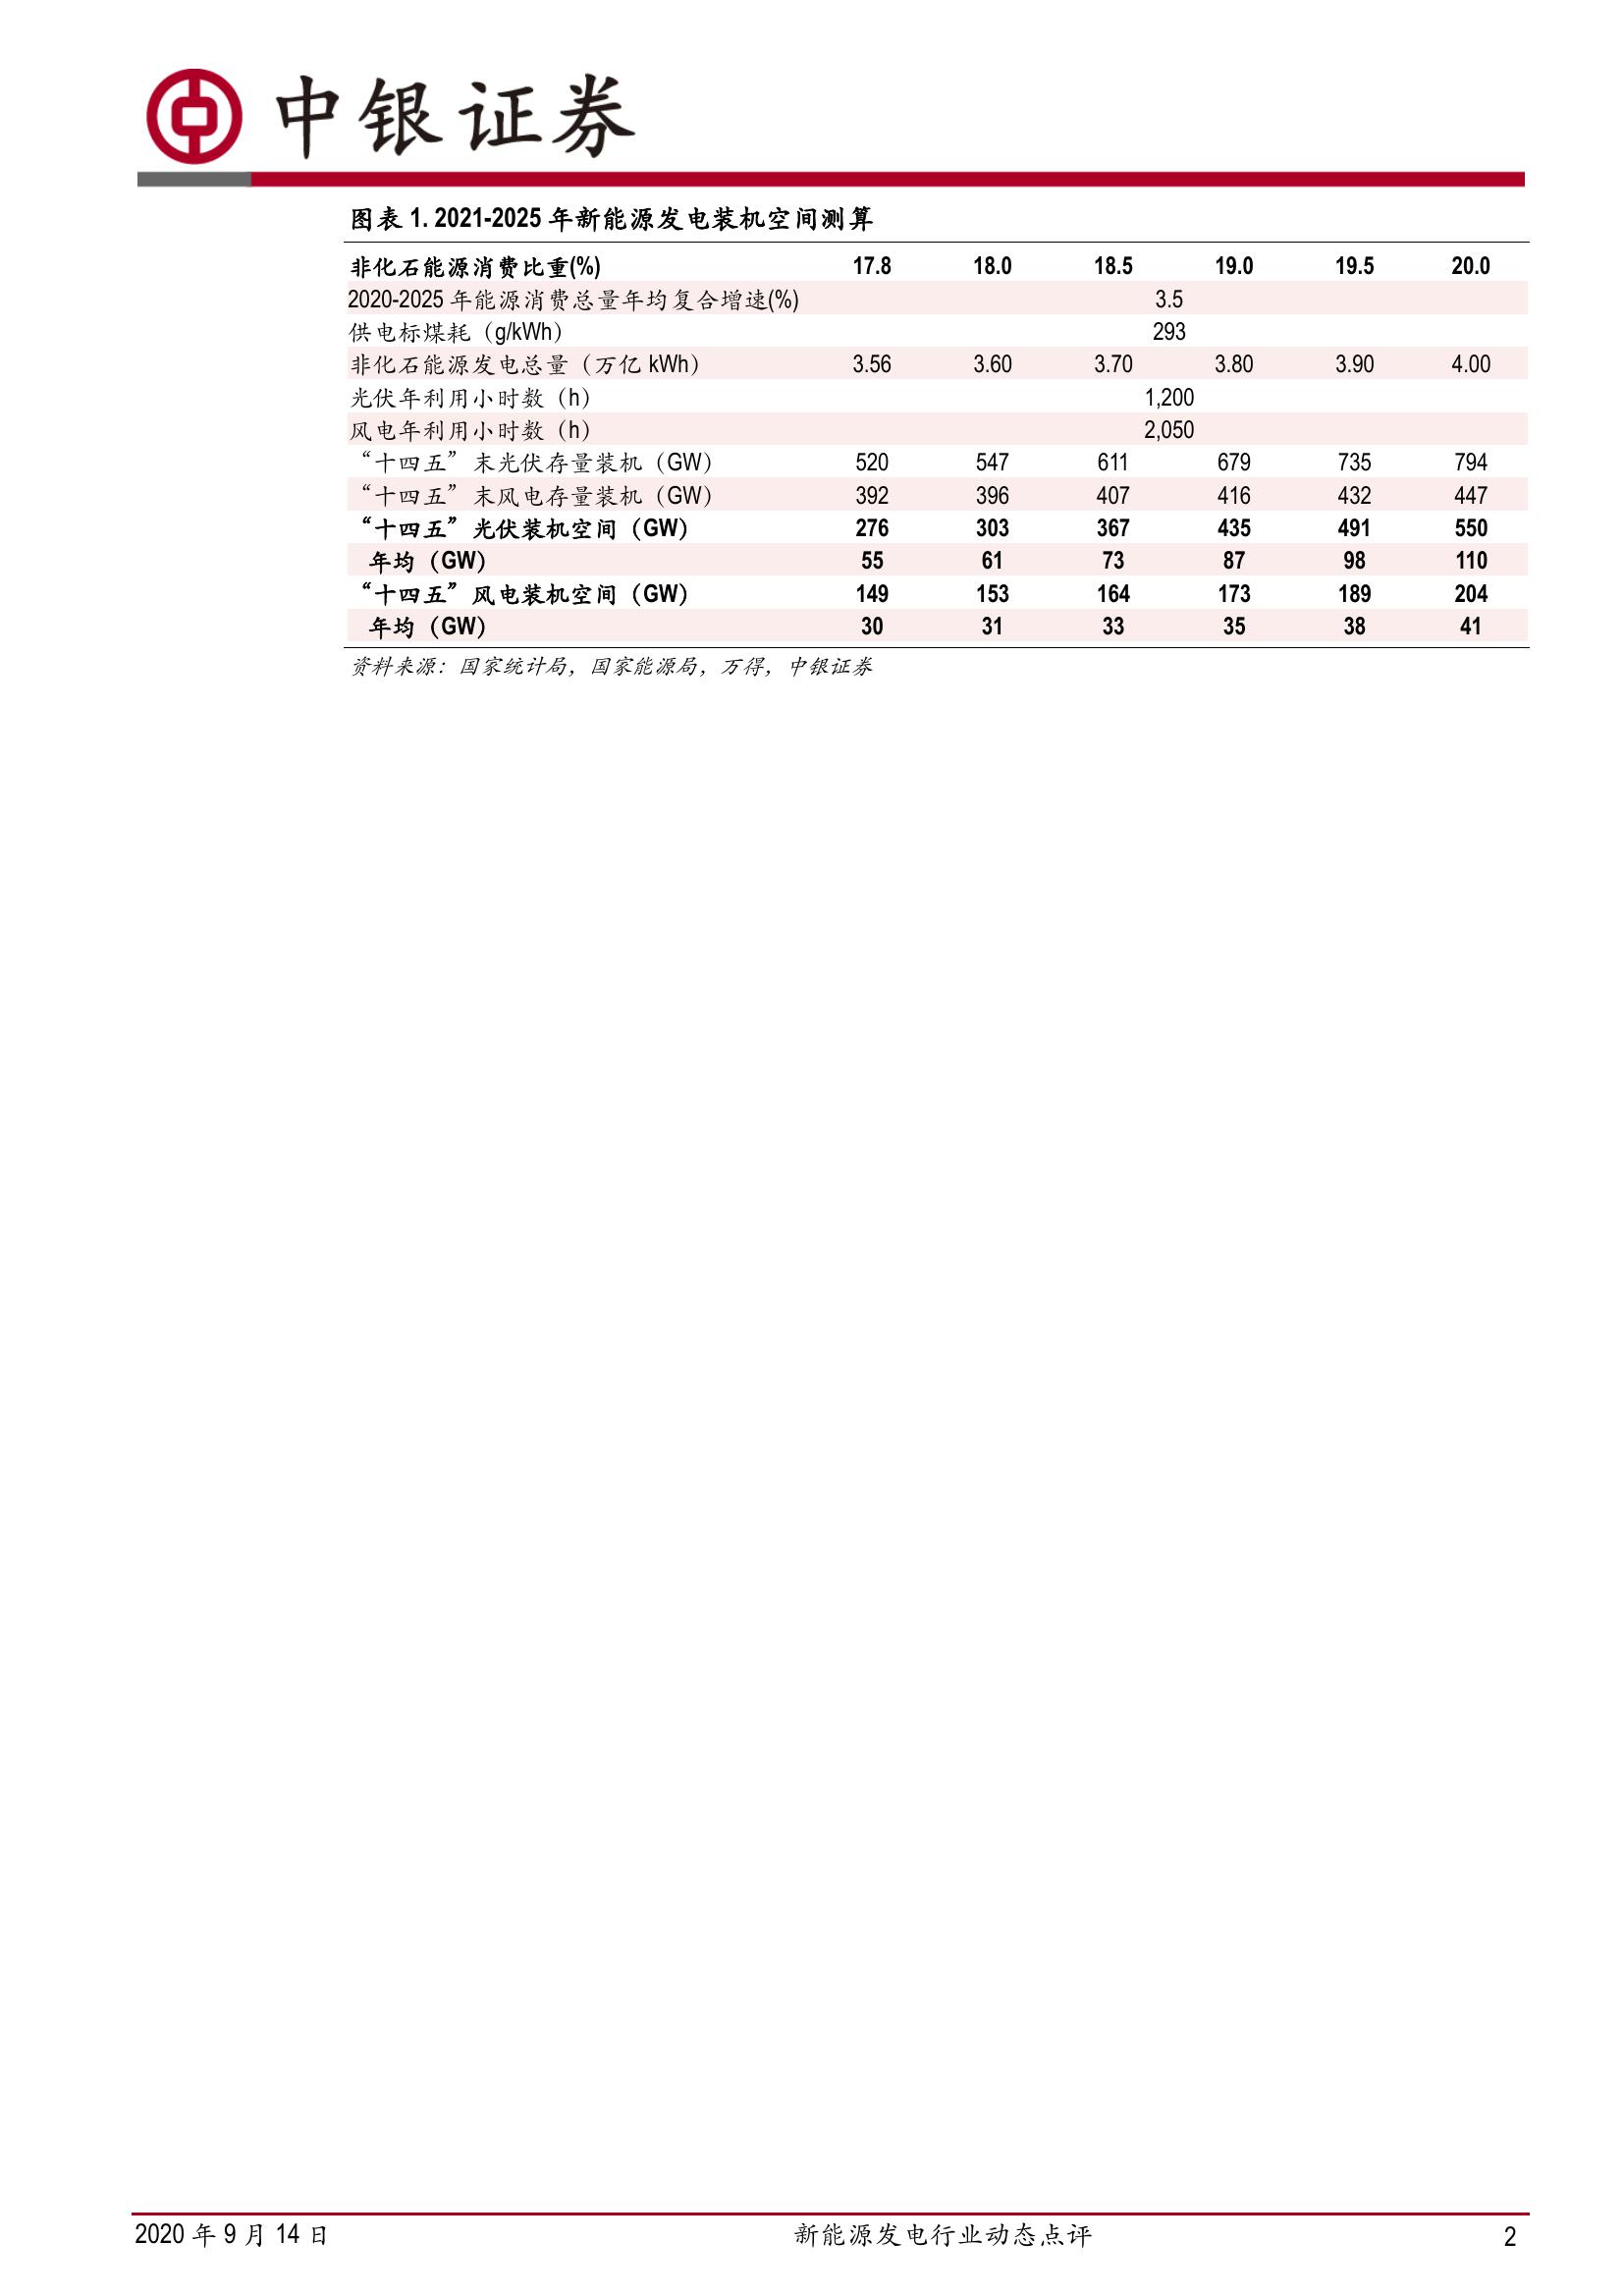 中银证券
图表 1. 2021-2025 年新能源发电装机空间测算
非化石能源消费比重(%) 17.8 18.0 18.5 19.0 19.5 20.0
2020-2025 年能源消费总量年均复合增速(%) 3.5
供电标煤耗（g/kWh） 293
非化石能源发电总量（万亿 kWh） 3.56 3.60 3.70 3.80 3.90 4.00
光伏年利用小时数（h） 1,200
风电年利用小时数（h） 2,050
“十四五”末光伏存量装机（GW） 520 547 611 679 735 794
“十四五”末风电存量装机（GW） 392 396 407 416 432 447
“十四五”光伏装机空间（GW） 276 303 367 435 491 550
年均（GW） 55 61 73 87 98 110
“十四五”风电装机空间（GW） 149 153 164 173 189 204
年均（GW） 30 31 33 35 38 41
资料来源：国家统计局，国家能源局，万得，中银证券
2020 年 9 月 14 日 新能源发电行业动态点评 2